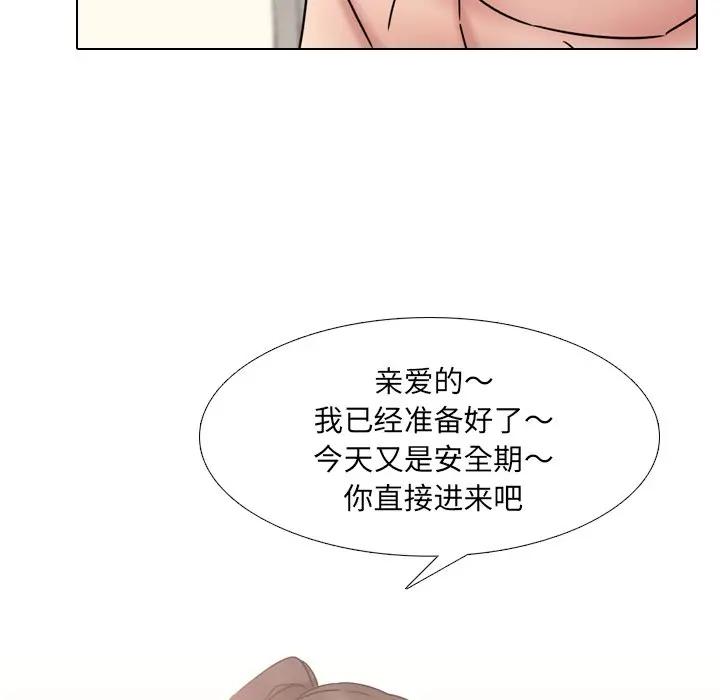 亲爱的～
我已经准备好了～
今天又是安全期～
你直接进来吧